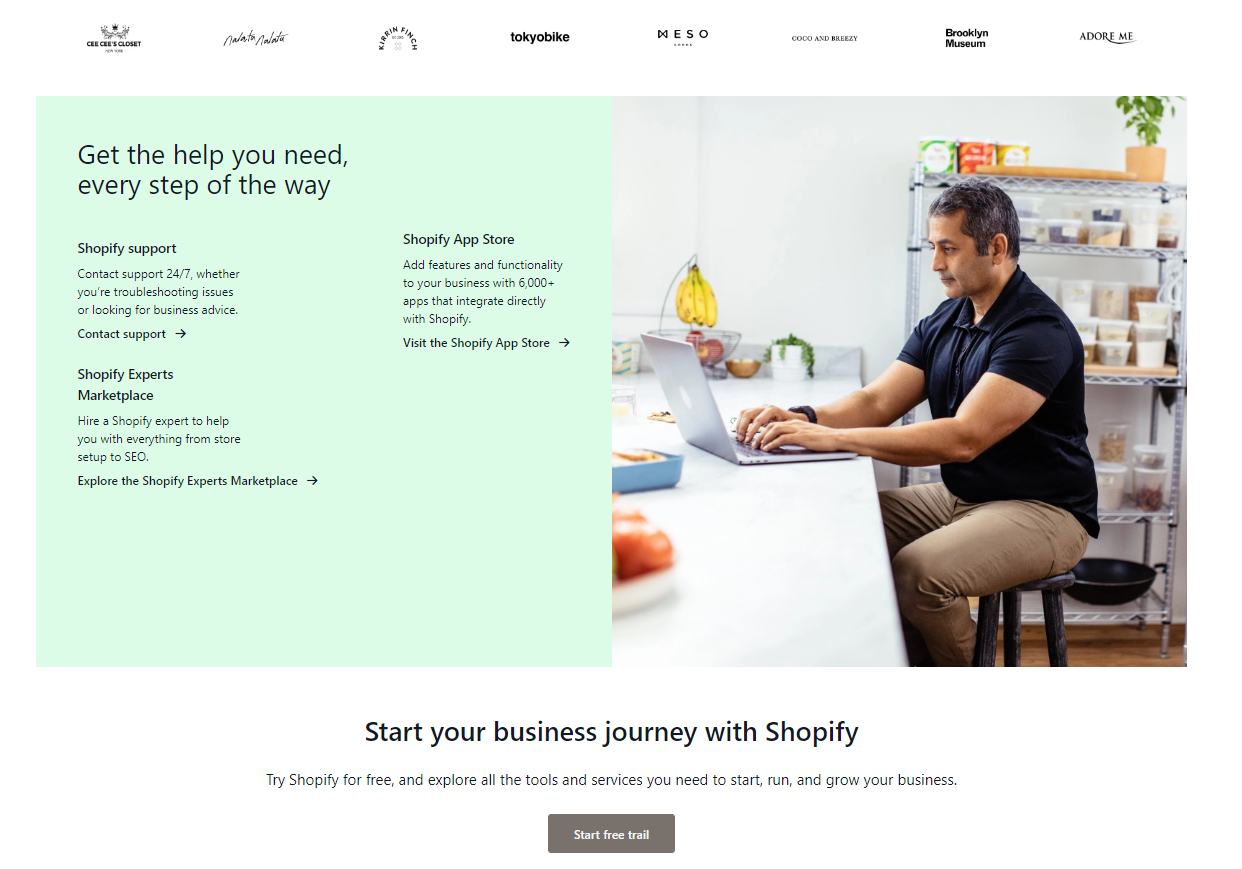 CEE CEE'S CLOSET
NEW YORK
nalata nalata
KIRRIN FINCH
tokyobike
MESO
GOODS
COCO AND BREEZY
Brooklyn
Museum
ADORE ME
Get the help you need,
every step of the way
Shopify support
Contact support 24/7, whether
you're troubleshooting issues
or looking for business advice.
Contact support →
Shopify Experts
Marketplace
Hire a Shopify expert to help
you with everything from store
setup to SEO.
Explore the Shopify Experts Marketplace →
Shopify App Store
Add features and functionality
to your business with 6,000+
apps that integrate directly
with Shopify.
Visit the Shopify App Store →
Start your business journey with Shopify
Try Shopify for free, and explore all the tools and services you need to start, run, and grow your business.
Start free trail